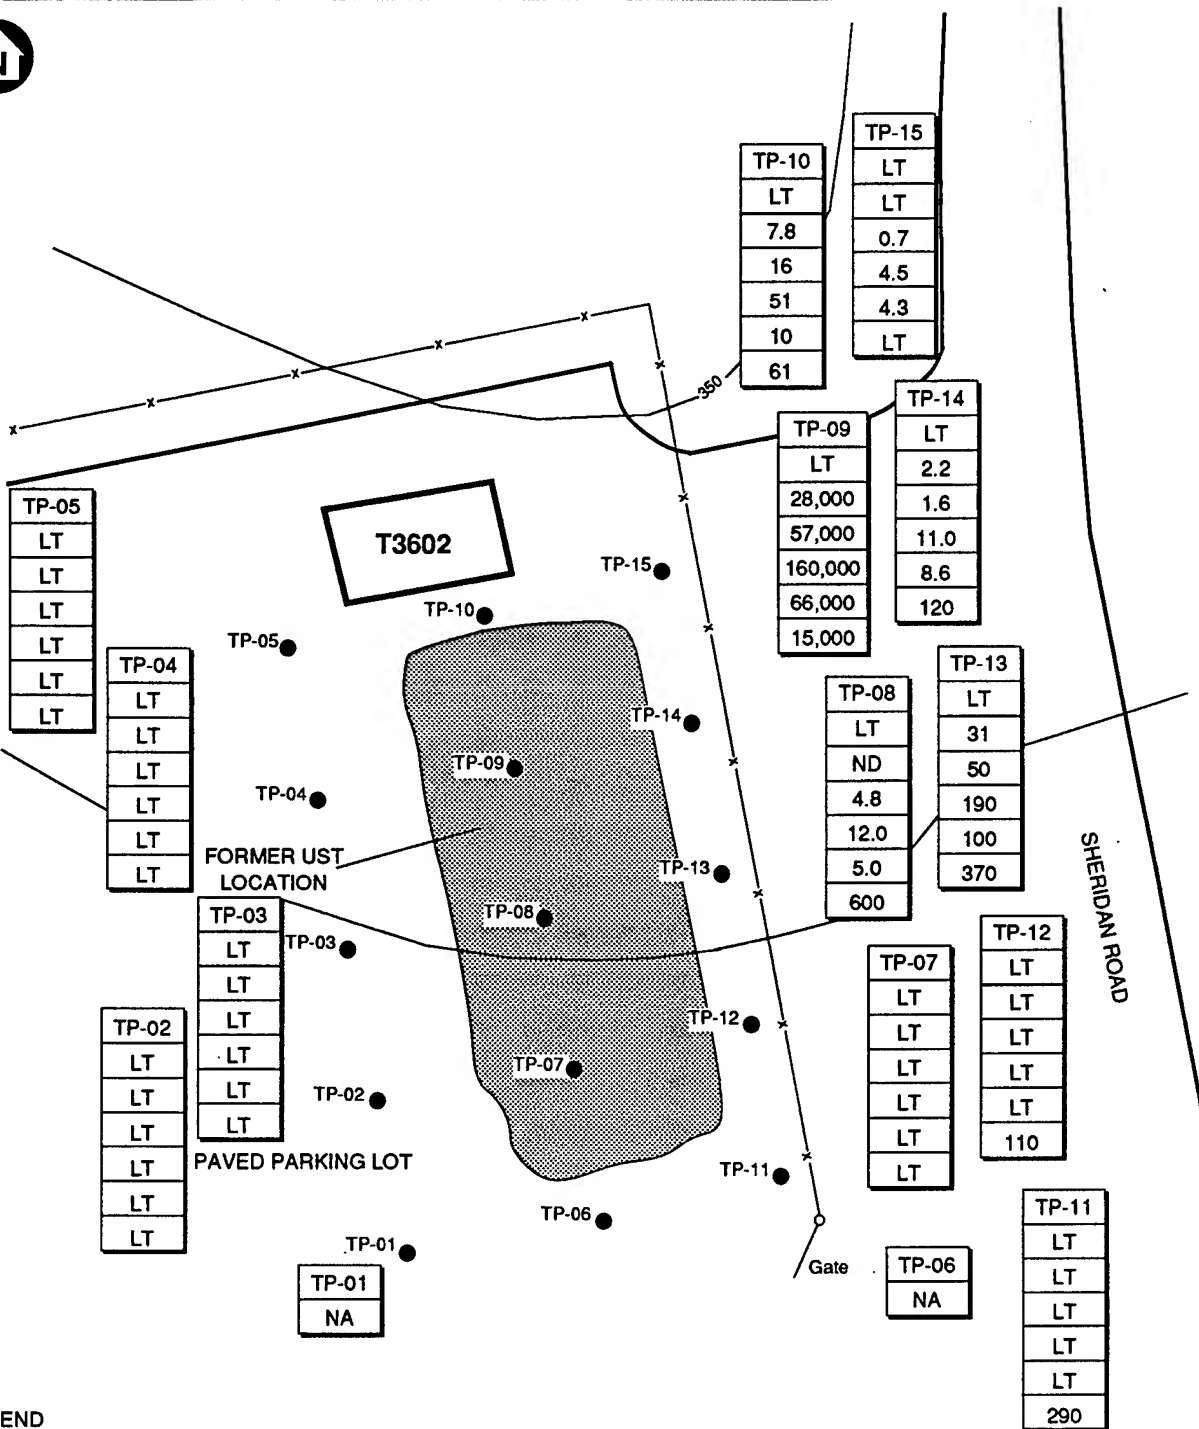 N
TP-15
LT
LT
0.7
4.5
4.3
LT
TP-10
LT
7.8
16
51
10
61
350
TP-14
LT
2.2
1.6
11.0
8.6
120
TP-09
LT
28,000
57,000
160,000
66,000
15,000
TP-05
LT
LT
LT
LT
LT
LT
T3602
TP-15
TP-10
TP-05
TP-04
LT
LT
LT
LT
LT
LT
TP-13
LT
31
50
190
100
370
TP-08
LT
ND
4.8
12.0
5.0
600
TP-14
TP-09
TP-04
FORMER UST
LOCATION
TP-13
SHERIDAN ROAD
TP-03
LT
LT
LT
LT
LT
LT
TP-08
TP-03
TP-12
LT
LT
LT
LT
LT
110
TP-07
LT
LT
LT
LT
LT
LT
TP-02
LT
LT
LT
LT
LT
LT
TP-12
TP-07
TP-02
PAVED PARKING LOT
TP-11
TP-06
TP-01
TP-01
NA
Gate
TP-06
NA
TP-11
LT
LT
LT
LT
LT
290
END